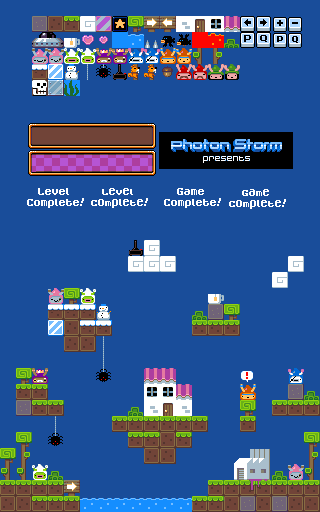 P Q P Q
Photon Storm
presents
Level Level Game Game
Complete! Complete! Complete! Complete!
!